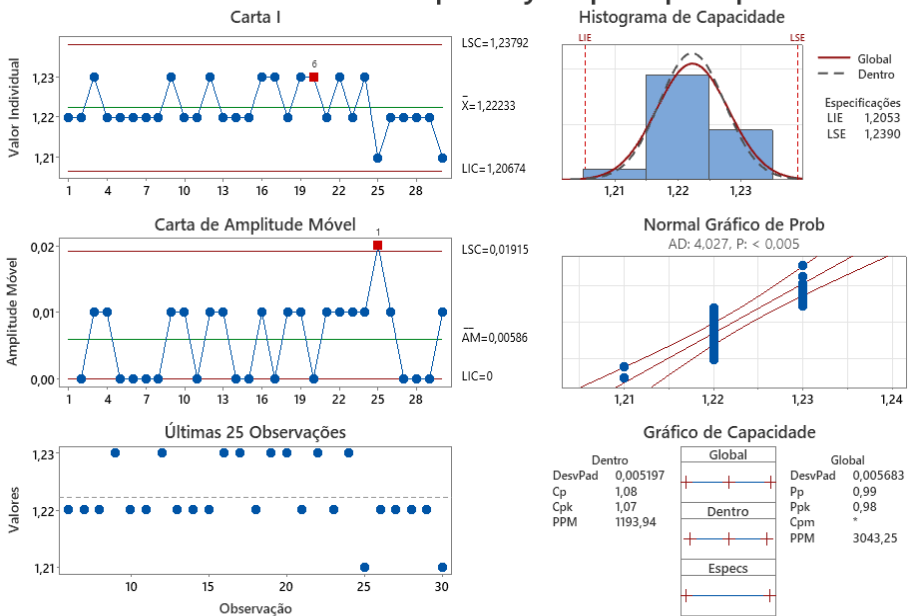 Carta I
Valor Individual
1,23
1,22
1,21
6
LSC=1,23792
X=1,22233
LIC=1,20674
1 4 7 10 13 16 19 22 25 28
Histograma de Capacidade
LIE LSE
1,21 1,22 1,23
Global
Dentro
Especificações
LIE 1,2053
LSE 1,2390
Carta de Amplitude Móvel
Amplitude Móvel
0,02
0,01
0,00
1
LSC=0,01915
AM=0,00586
LIC=0
1 4 7 10 13 16 19 22 25 28
Normal Gráfico de Prob
AD: 4,027, P: < 0,005
1,21 1,22 1,23 1,24
Últimas 25 Observações
Valores
1,23
1,22
1,21
10 15 20 25 30
Observação
Gráfico de Capacidade
Dentro
DesvPad 0,005197
Cp 1,08
Cpk 1,07
PPM 1193,94
Global
Dentro
Especs
Global
DesvPad 0,005683
Pp 0,99
Ppk 0,98
Cpm *
PPM 3043,25